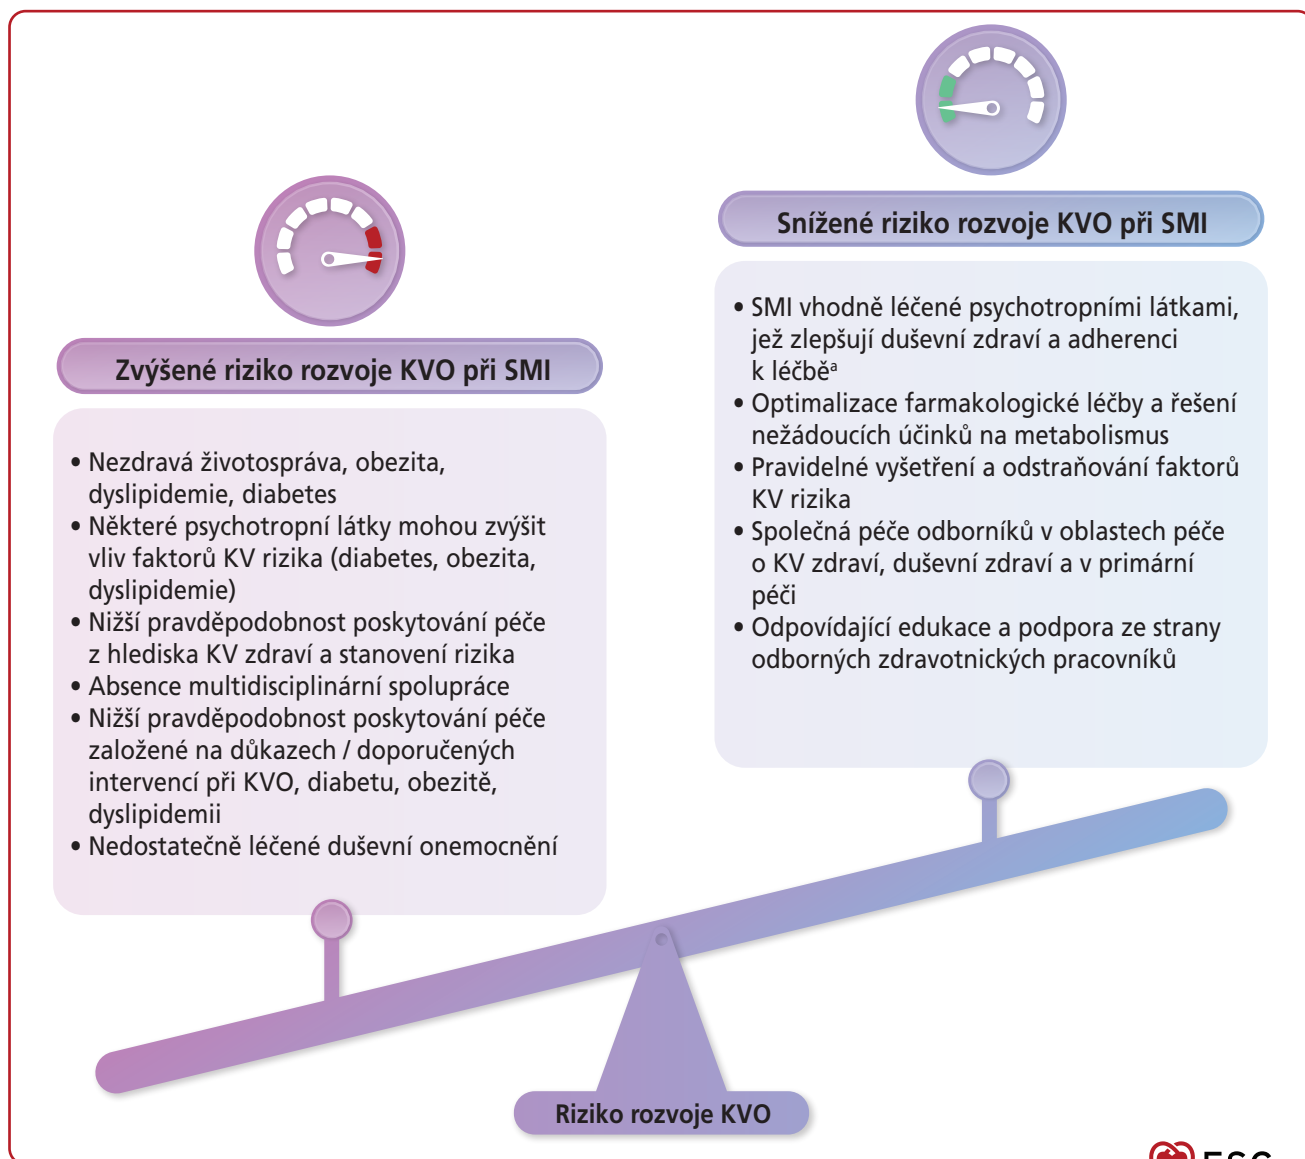 Zvýšené riziko rozvoje KVO při SMI
• Nezdravá životospráva, obezita,
dyslipidemie, diabetes
• Některé psychotropní látky mohou zvýšit
vliv faktorů KV rizika (diabetes, obezita,
dyslipidemie)
• Nižší pravděpodobnost poskytování péče
z hlediska KV zdraví a stanovení rizika
• Absence multidisciplinární spolupráce
• Nižší pravděpodobnost poskytování péče
založené na důkazech / doporučených
intervencí při KVO, diabetu, obezitě,
dyslipidemii
• Nedostatečně léčené duševní onemocnění
Snížené riziko rozvoje KVO při SMI
• SMI vhodně léčené psychotropními látkami,
jež zlepšují duševní zdraví a adherenci
k léčběᵃ
• Optimalizace farmakologické léčby a řešení
nežádoucích účinků na metabolismus
• Pravidelné vyšetření a odstraňování faktorů
KV rizika
• Společná péče odborníků v oblastech péče
o KV zdraví, duševní zdraví a v primární
péči
• Odpovídající edukace a podpora ze strany
odborných zdravotnických pracovníků
Riziko rozvoje KVO
ESC